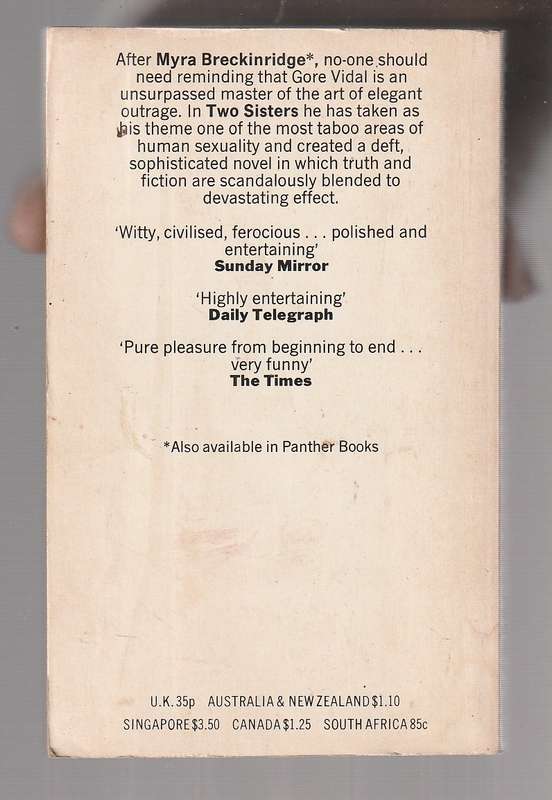 After Myra Breckinridge*, no-one should
need reminding that Gore Vidal is an
unsurpassed master of the art of elegant
outrage. In Two Sisters he has taken as
his theme one of the most taboo areas of
human sexuality and created a deft,
sophisticated novel in which truth and
fiction are scandalously blended to
devastating effect.
‘Witty, civilised, ferocious . . . polished and
entertaining’
Sunday Mirror
‘Highly entertaining’
Daily Telegraph
‘Pure pleasure from beginning to end . . .
very funny’
The Times
*Also available in Panther Books
U.K. 35p AUSTRALIA & NEW ZEALAND $1.10
SINGAPORE $3.50 CANADA $1.25 SOUTH AFRICA 85c